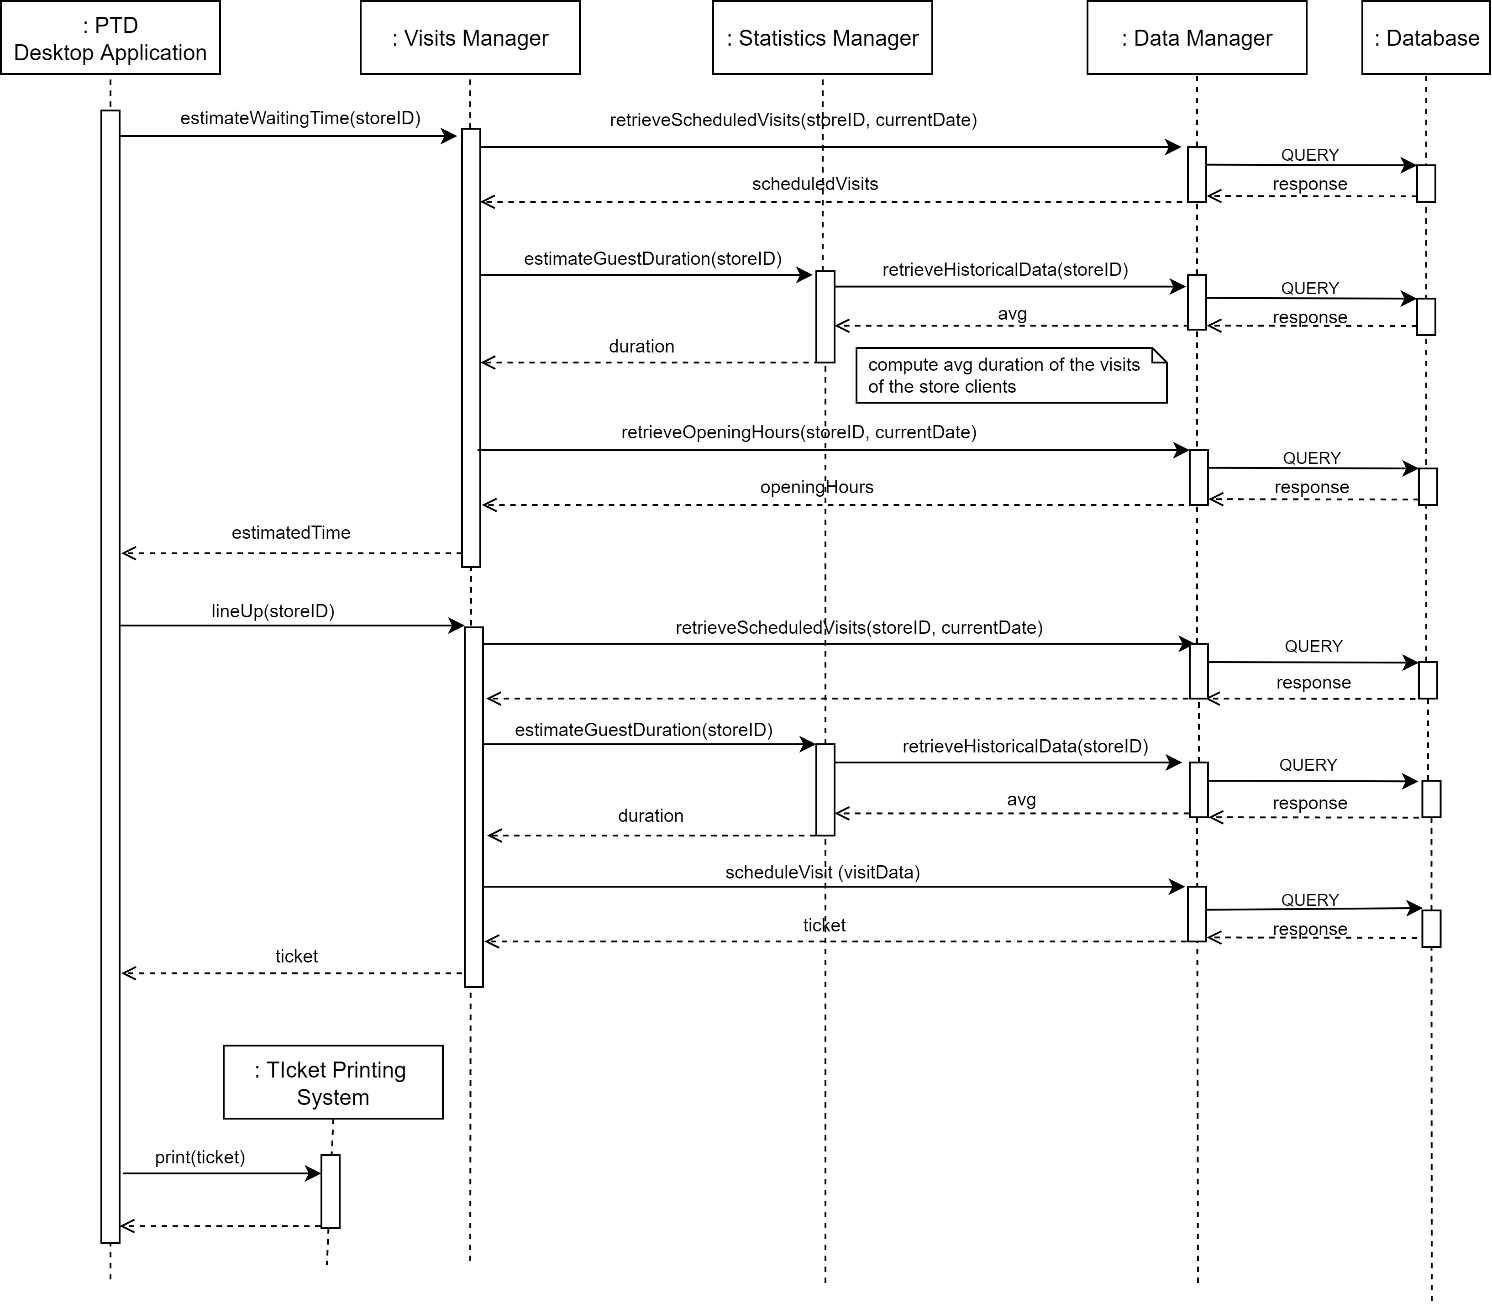 : PTD
Desktop Application
: Visits Manager
: Statistics Manager
: Data Manager
: Database
estimateWaitingTime(storeID)
retrieveScheduledVisits(storeID, currentDate)
QUERY
scheduledVisits
response
estimateGuestDuration(storeID)
retrieveHistoricalData(storeID)
QUERY
avg
response
duration
compute avg duration of the visits
of the store clients
retrieveOpeningHours(storeID, currentDate)
QUERY
openingHours
response
estimatedTime
lineUp(storeID)
retrieveScheduledVisits(storeID, currentDate)
QUERY
response
estimateGuestDuration(storeID)
retrieveHistoricalData(storeID)
QUERY
avg
response
duration
scheduleVisit (visitData)
QUERY
ticket
response
ticket
: TIcket Printing
System
print(ticket)